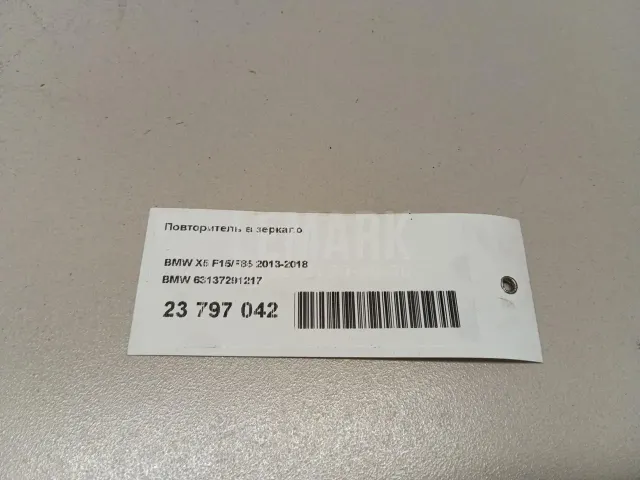 Повторитель в зеркало
BMW X5 F15/F85 2013-2018
BMW 63137291217
23 797 042